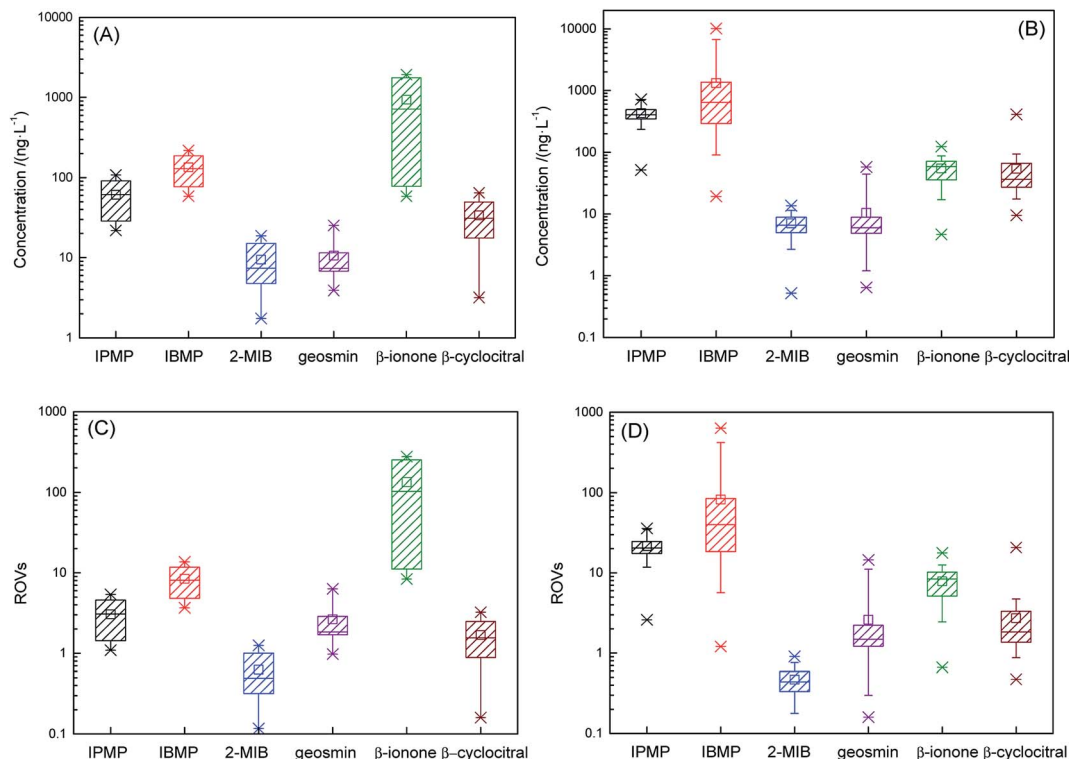 (A)
Concentration /(ng·L⁻¹)
10000
1000
100
10
1
IPMP IBMP 2-MIB geosmin β-ionone β-cyclocitral
(B)
Concentration /(ng·L⁻¹)
10000
1000
100
10
1
0.1
IPMP IBMP 2-MIB geosmin β-ionone β-cyclocitral
(C)
ROVs
1000
100
10
1
0.1
IPMP IBMP 2-MIB geosmin β-ionone β–cyclocitral
(D)
ROVs
1000
100
10
1
0.1
IPMP IBMP 2-MIB geosmin β-ionone β-cyclocitral